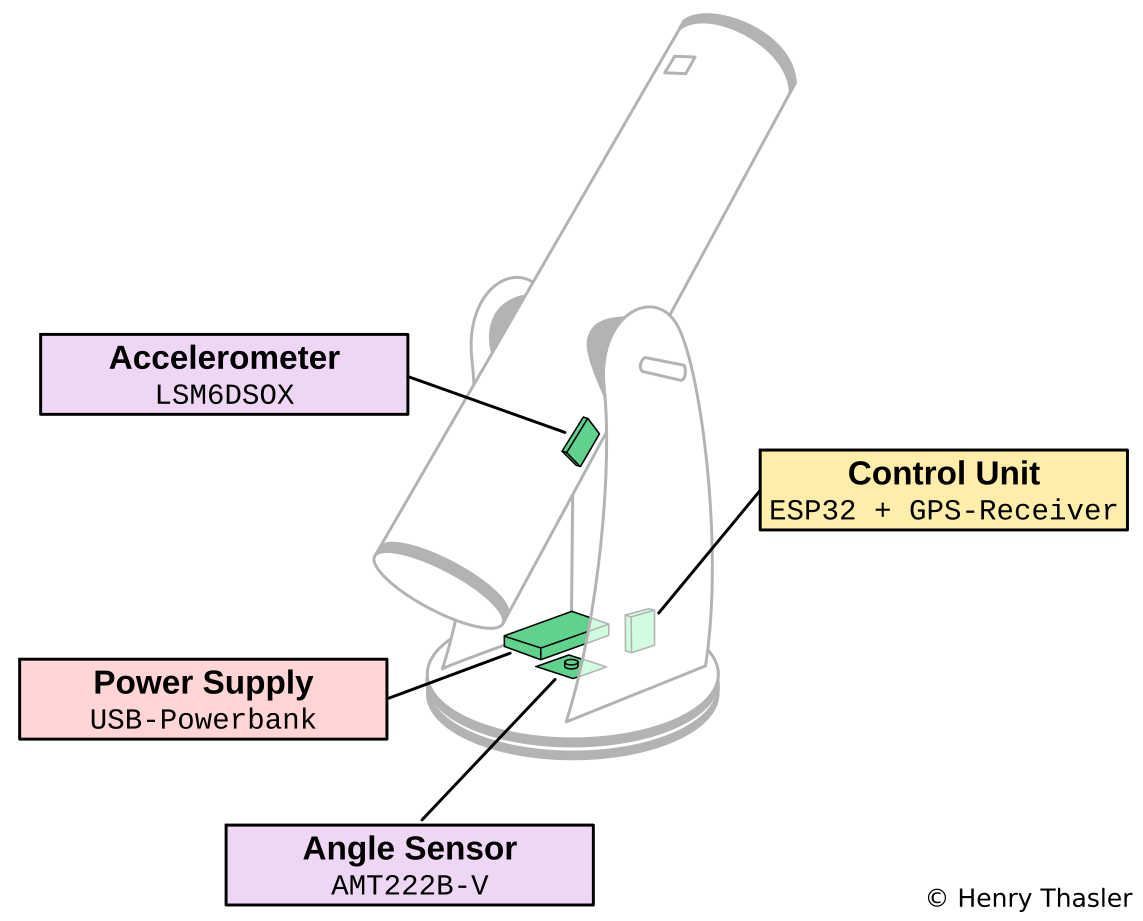 Accelerometer
LSM6DSOX
Control Unit
ESP32 + GPS-Receiver
Power Supply
USB-Powerbank
Angle Sensor
AMT222B-V
© Henry Thasler